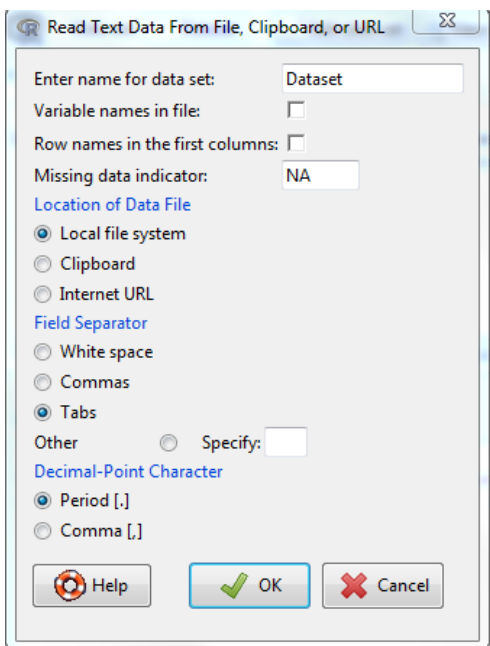 Read Text Data From File, Clipboard, or URL
Enter name for data set: Dataset
Variable names in file:
Row names in the first columns:
Missing data indicator: NA
Location of Data File
Local file system
Clipboard
Internet URL
Field Separator
White space
Commas
Tabs
Other Specify:
Decimal-Point Character
Period [.]
Comma [,]
Help OK Cancel